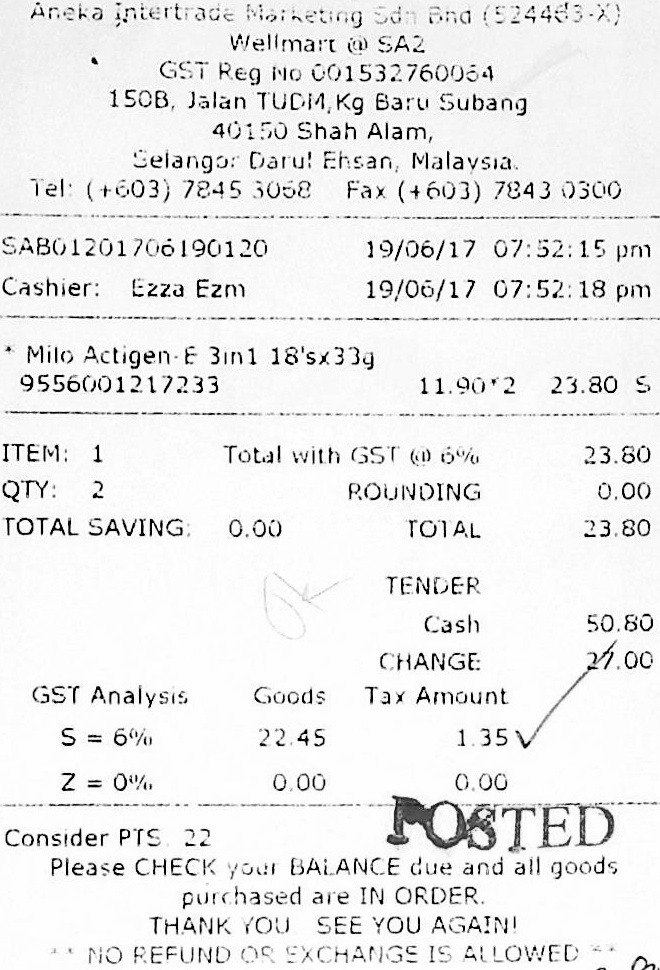 Aneka Intertrade Marketing Sdn Bhd (524463-X)
Wellmart @ SA2
GST Reg No 001532760064
150B, Jalan TUDM,Kg Baru Subang
40150 Shah Alam,
Selangor Darul Ehsan, Malaysia.
Tel: (+603) 7845 3068 Fax (+603) 7843 0300
SAB01201706190120 19/06/17 07:52:15 pm
Cashier: Ezza Ezm 19/06/17 07:52:18 pm
* Milo Actigen-E 3in1 18'sx33g
9556001217233 11.90*2 23.80 S
ITEM: 1 Total with GST @ 6% 23.80
QTY: 2 ROUNDING 0.00
TOTAL SAVING: 0.00 TOTAL 23.80
TENDER
Cash 50.80
CHANGE 27.00
GST Analysis Goods Tax Amount
S = 6% 22.45 1.35
Z = 0% 0.00 0.00
POSTED
Consider PTS. 22
Please CHECK your BALANCE due and all goods
purchased are IN ORDER.
THANK YOU SEE YOU AGAIN!
** NO REFUND OR EXCHANGE IS ALLOWED **